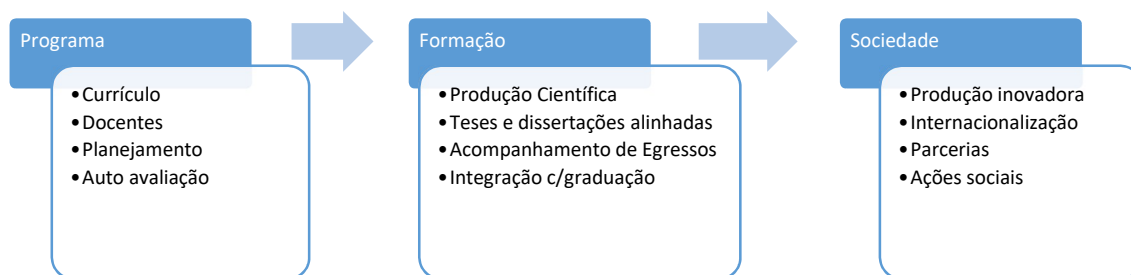 Programa
•Currículo
•Docentes
•Planejamento
•Auto avaliação
Formação
•Produção Científica
•Teses e dissertações alinhadas
•Acompanhamento de Egressos
•Integração c/graduação
Sociedade
•Produção inovadora
•Internacionalização
•Parcerias
•Ações sociais